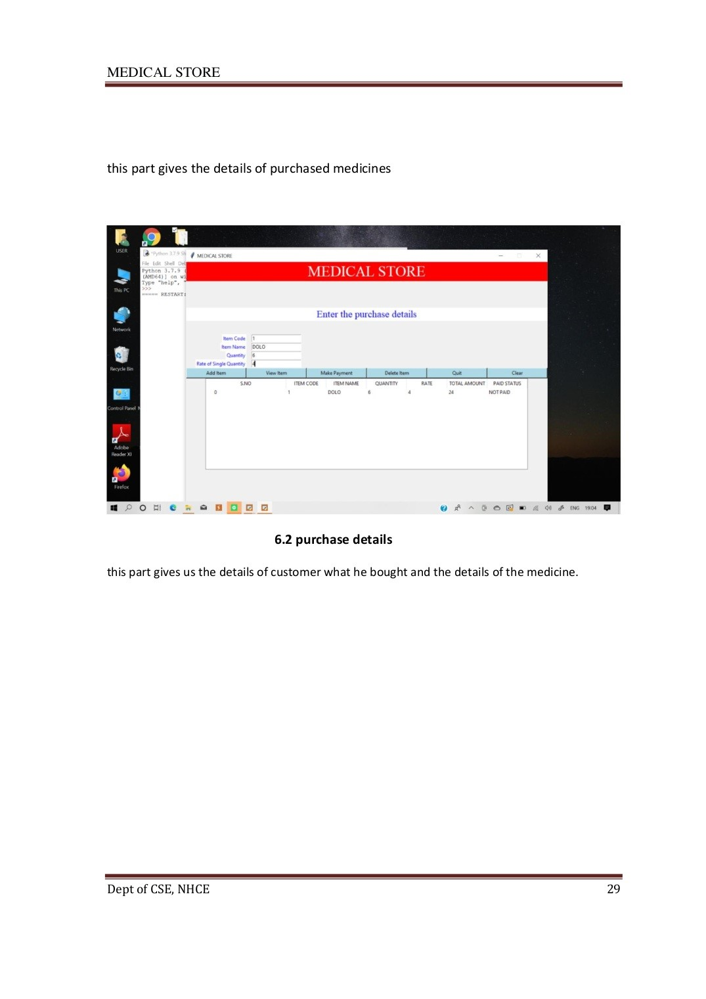 MEDICAL STORE
this part gives the details of purchased medicines
USER
This PC
Network
Recycle Bin
Control Panel
Adobe
Reader XI
Firefox
*Python 3.7.9
File Edit Shell
Python 3.7.9 (
(AMD64)] on wi
Type "help",
>>>
===== RESTART:
MEDICAL STORE
MEDICAL STORE
Enter the purchase details
Item Code 1
Item Name DOLO
Quantity 6
Rate of Single Quantity 4
Add Item View Item Make Payment Delete Item Quit Clear
S.NO ITEM CODE ITEM NAME QUANTITY RATE TOTAL AMOUNT PAID STATUS
0 1 DOLO 6 4 24 NOT PAID
ENG 19:04
6.2 purchase details
this part gives us the details of customer what he bought and the details of the medicine.
Dept of CSE, NHCE 29